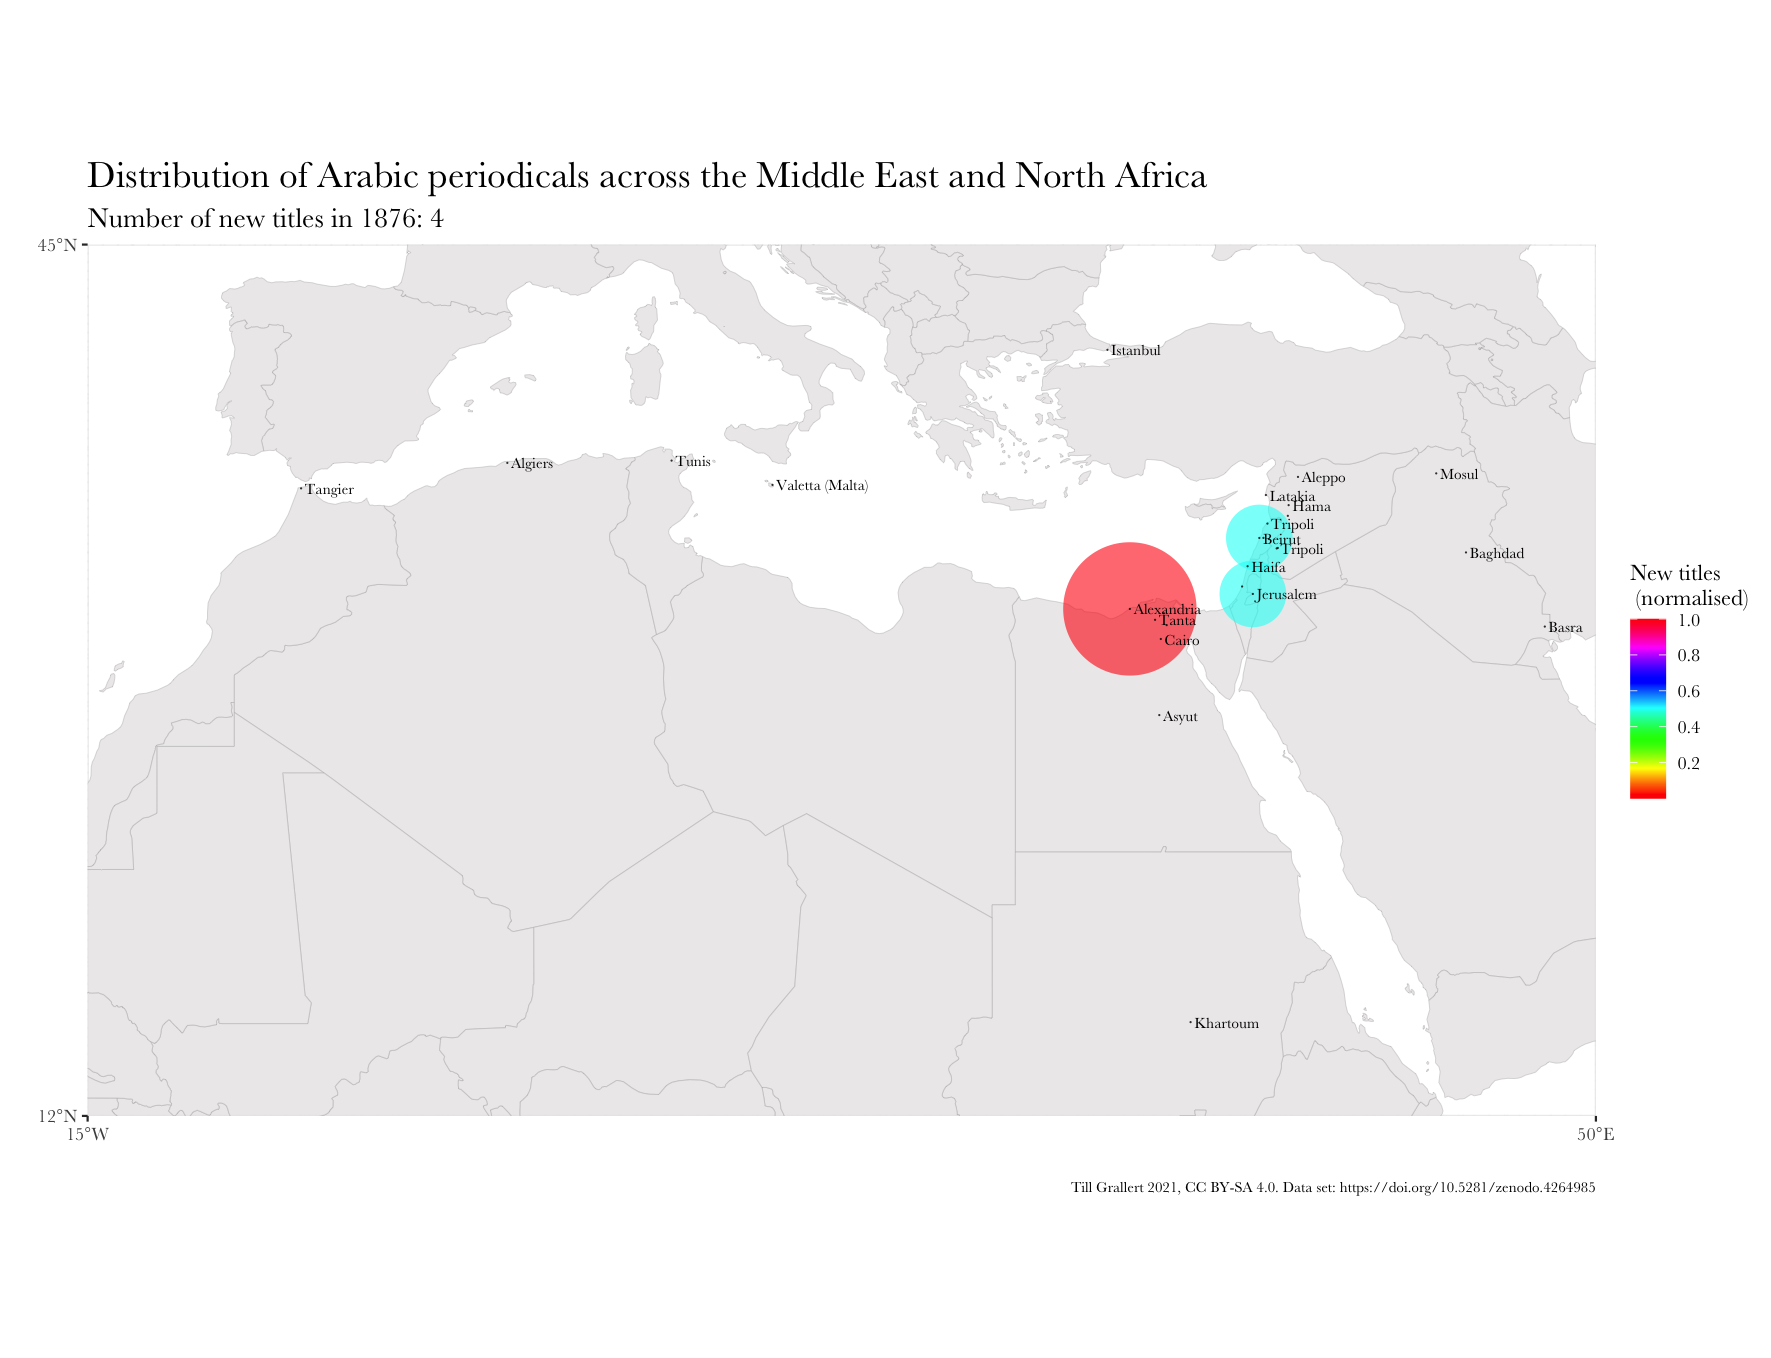 Distribution of Arabic periodicals across the Middle East and North Africa
Number of new titles in 1876: 4
45°N
Istanbul
Algiers
Tunis
Tangier
Valetta (Malta)
Aleppo
Mosul
Latakia
Hama
Tripoli
Beirut
Tripoli
Baghdad
Haifa
Jerusalem
Alexandria
Tanta
Cairo
Basra
Asyut
Khartoum
New titles
(normalised)
1.0
0.8
0.6
0.4
0.2
12°N
15°W
50°E
Till Grallert 2021, CC BY-SA 4.0. Data set: https://doi.org/10.5281/zenodo.4264985